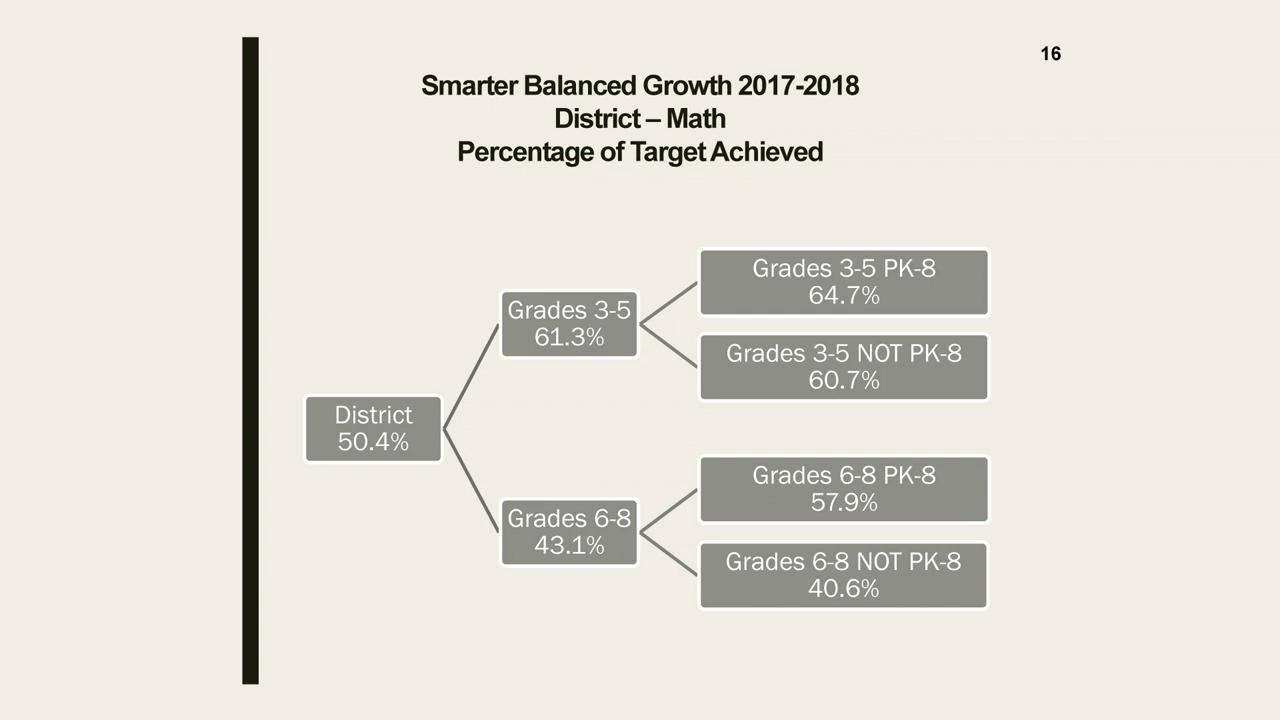 16
Smarter Balanced Growth 2017-2018
District – Math
Percentage of Target Achieved
Grades 3-5 PK-8
64.7%
Grades 3-5
61.3%
Grades 3-5 NOT PK-8
60.7%
District
50.4%
Grades 6-8 PK-8
57.9%
Grades 6-8
43.1%
Grades 6-8 NOT PK-8
40.6%